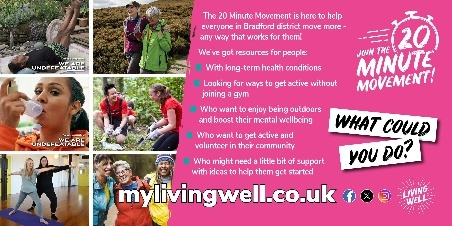 WE ARE
UNDEFEATABLE
WE ARE
UNDEFEATABLE
WE ARE
UNDEFEATABLE
The 20 Minute Movement is here to help
everyone in Bradford district move more -
any way that works for them!
We've got resources for people:
With long-term health conditions
Looking for ways to get active without
joining a gym
Who want to enjoy being outdoors
and boost their mental wellbeing
Who want to get active and
volunteer in their community
Who might need a little bit of support
with ideas to help them get started
JOIN THE 20
MINUTE
MOVEMENT!
WHAT COULD
YOU DO?
mylivingwell.co.uk
LIVING
WELL